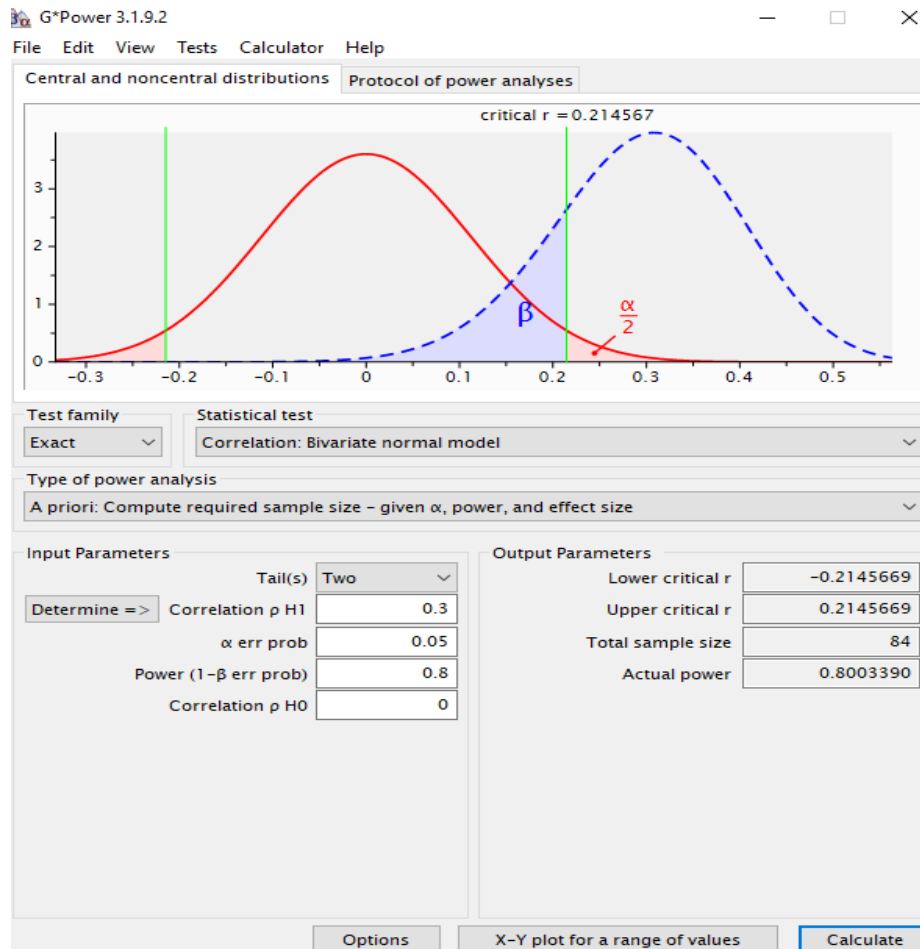 G*Power 3.1.9.2
File Edit View Tests Calculator Help
Central and noncentral distributions Protocol of power analyses
critical r = 0.214567
3
2
1
0
β
α
2
-0.3 -0.2 -0.1 0 0.1 0.2 0.3 0.4 0.5
Test family Statistical test
Exact Correlation: Bivariate normal model
Type of power analysis
A priori: Compute required sample size - given α, power, and effect size
Input Parameters Output Parameters
Tail(s) Two Lower critical r -0.2145669
Determine => Correlation ρ H1 0.3 Upper critical r 0.2145669
α err prob 0.05 Total sample size 84
Power (1-β err prob) 0.8 Actual power 0.8003390
Correlation ρ H0 0
Options X-Y plot for a range of values Calculate